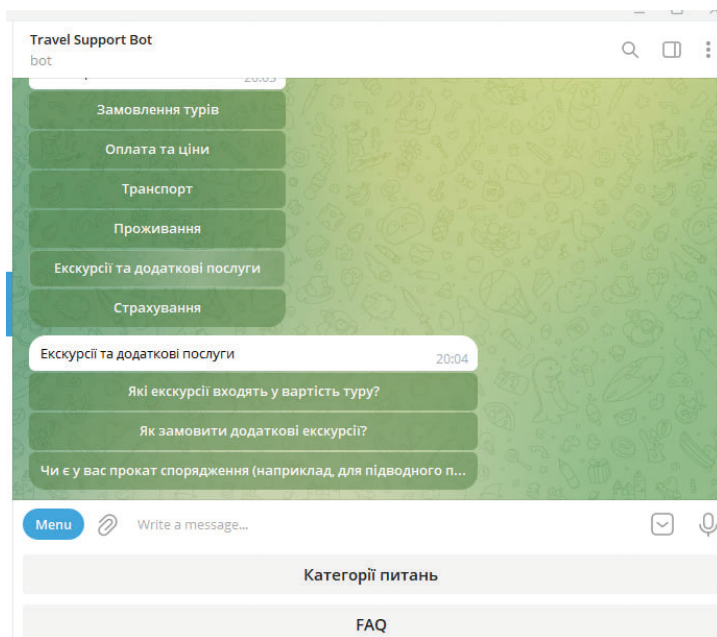 Travel Support Bot
bot
Замовлення турів
Оплата та ціни
Транспорт
Проживання
Екскурсії та додаткові послуги
Страхування
Екскурсії та додаткові послуги
20:04
Які екскурсії входять у вартість туру?
Як замовити додаткові екскурсії?
Чи є у вас прокат спорядження (наприклад, для підводного п...
Menu
Write a message...
Категорії питань
FAQ